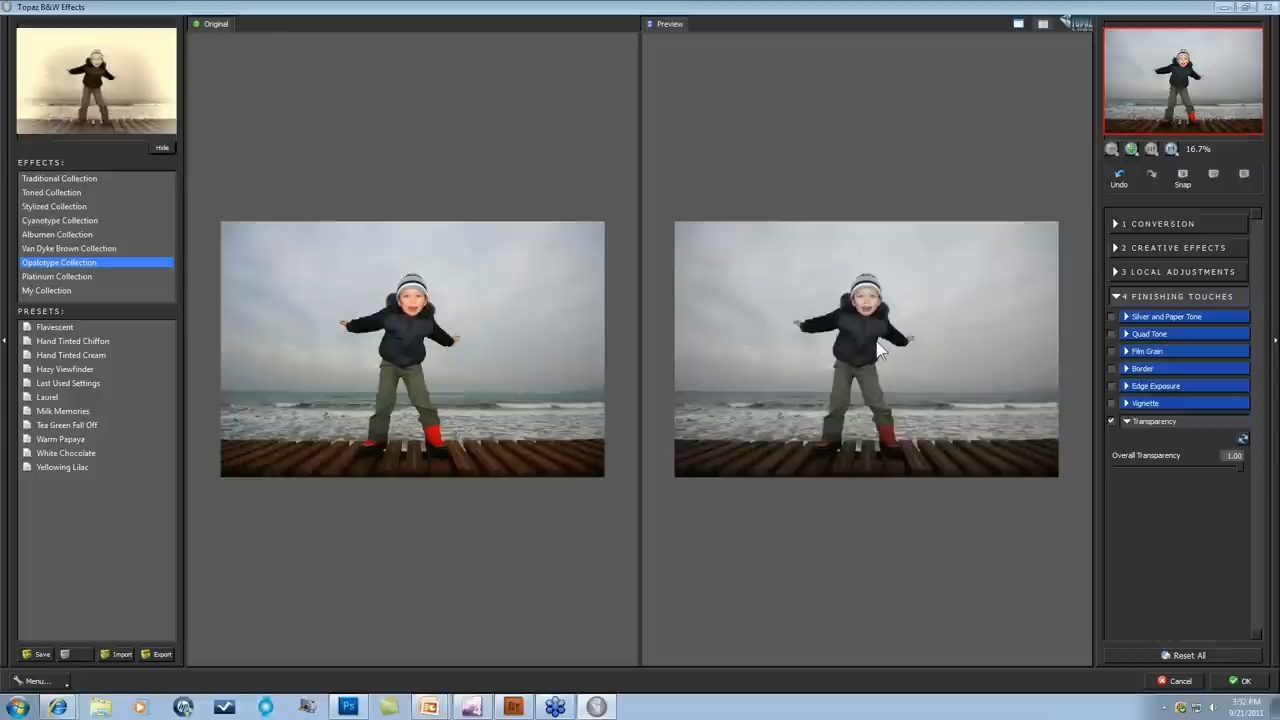 Topaz B&W Effects
Original
Preview
TOPAZ
Hide
EFFECTS:
Traditional Collection
Toned Collection
Stylized Collection
Cyanotype Collection
Albumen Collection
Van Dyke Brown Collection
Opalotype Collection
Platinum Collection
My Collection
PRESETS:
Flavescent
Hand Tinted Chiffon
Hand Tinted Cream
Hazy Viewfinder
Last Used Settings
Laurel
Milk Memories
Tea Green Fall Off
Warm Papaya
White Chocolate
Yellowing Lilac
Save
Import
Export
Menu...
16.7%
Undo
Snap
1 CONVERSION
2 CREATIVE EFFECTS
3 LOCAL ADJUSTMENTS
4 FINISHING TOUCHES
Silver and Paper Tone
Quad Tone
Film Grain
Border
Edge Exposure
Vignette
Transparency
Overall Transparency 1.00
Reset All
Cancel
OK
Ps
Br
3:52 PM
9/21/2011